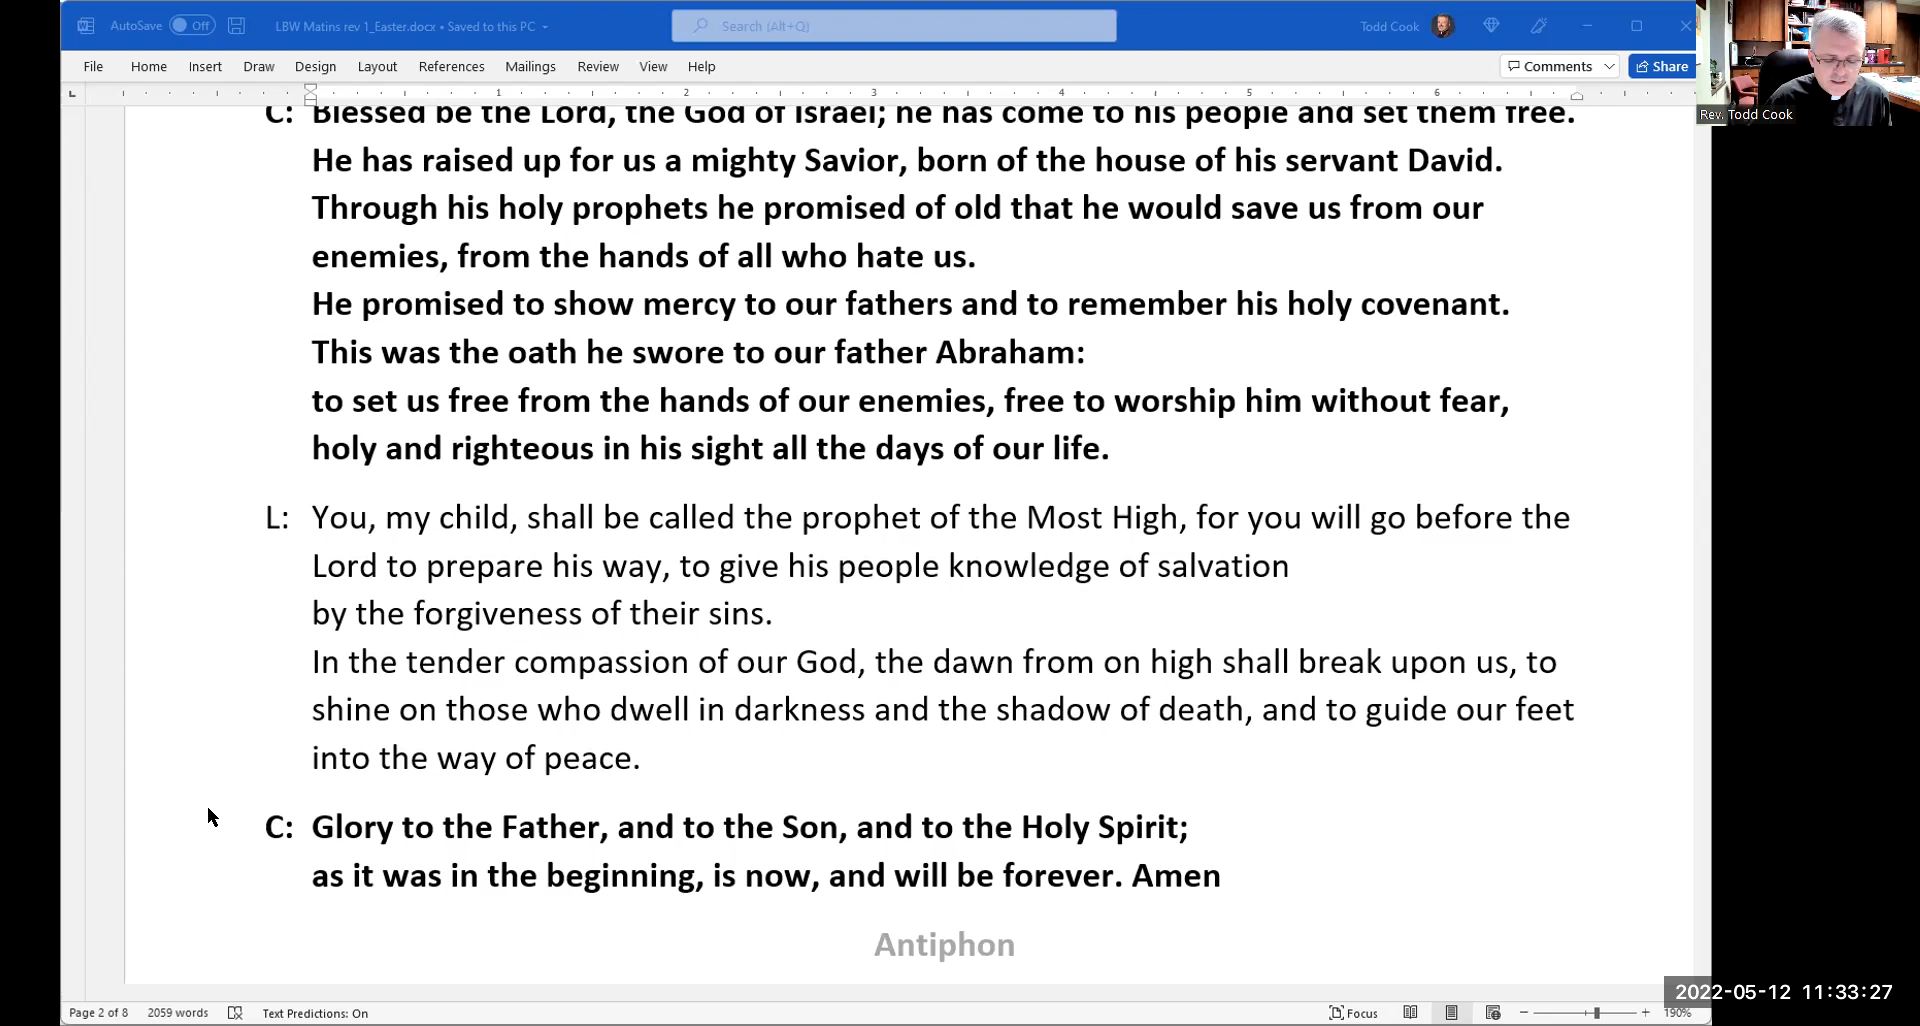 AutoSave Off LBW Matins rev 1_Easter.docx • Saved to this PC Search (Alt+Q) Todd Cook
File Home Insert Draw Design Layout References Mailings Review View Help Comments Share
1 2 3 4 5 6
Rev. Todd Cook
C: Blessed be the Lord, the God of Israel; he has come to his people and set them free.
He has raised up for us a mighty Savior, born of the house of his servant David.
Through his holy prophets he promised of old that he would save us from our
enemies, from the hands of all who hate us.
He promised to show mercy to our fathers and to remember his holy covenant.
This was the oath he swore to our father Abraham:
to set us free from the hands of our enemies, free to worship him without fear,
holy and righteous in his sight all the days of our life.
L: You, my child, shall be called the prophet of the Most High, for you will go before the
Lord to prepare his way, to give his people knowledge of salvation
by the forgiveness of their sins.
In the tender compassion of our God, the dawn from on high shall break upon us, to
shine on those who dwell in darkness and the shadow of death, and to guide our feet
into the way of peace.
C: Glory to the Father, and to the Son, and to the Holy Spirit;
as it was in the beginning, is now, and will be forever. Amen
Antiphon
2022-05-12 11:33:27
Page 2 of 8 2059 words Text Predictions: On Focus 190%